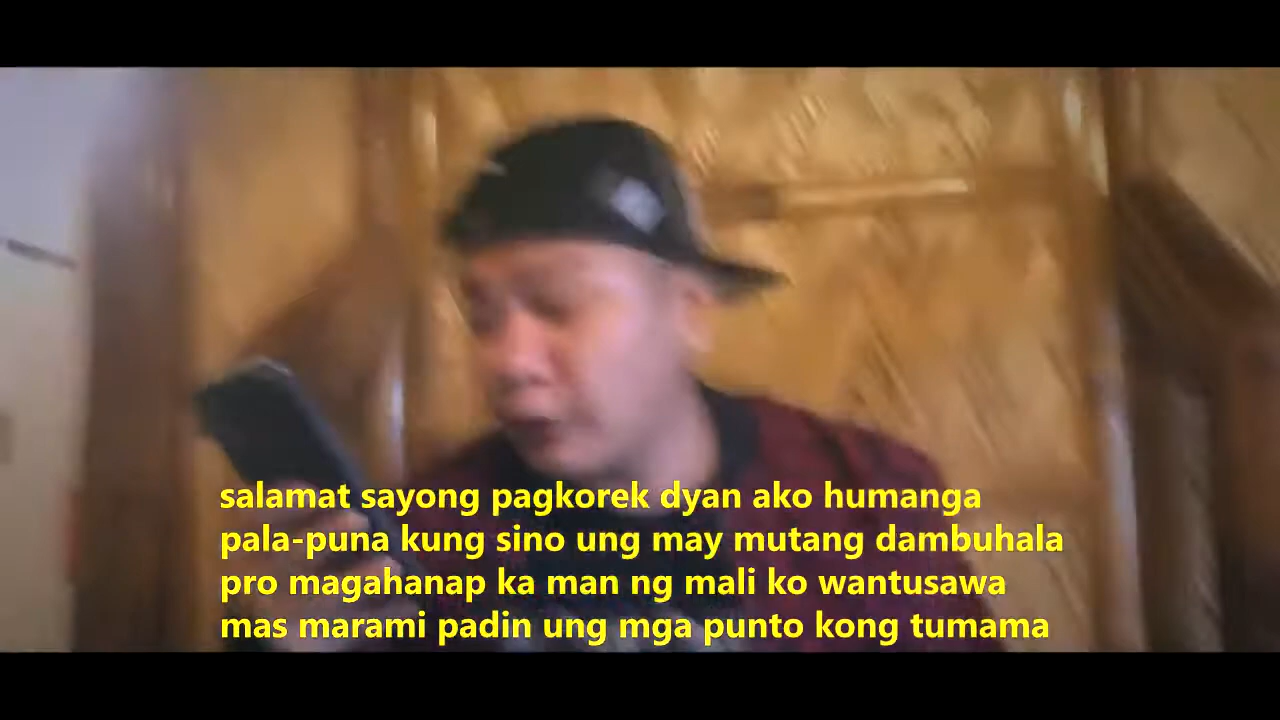 salamat sayong pagkorek dyan ako humanga
pala-puna kung sino ung may mutang dambuhala
pro magahanap ka man ng mali ko wantusawa
mas marami padin ung mga punto kong tumama